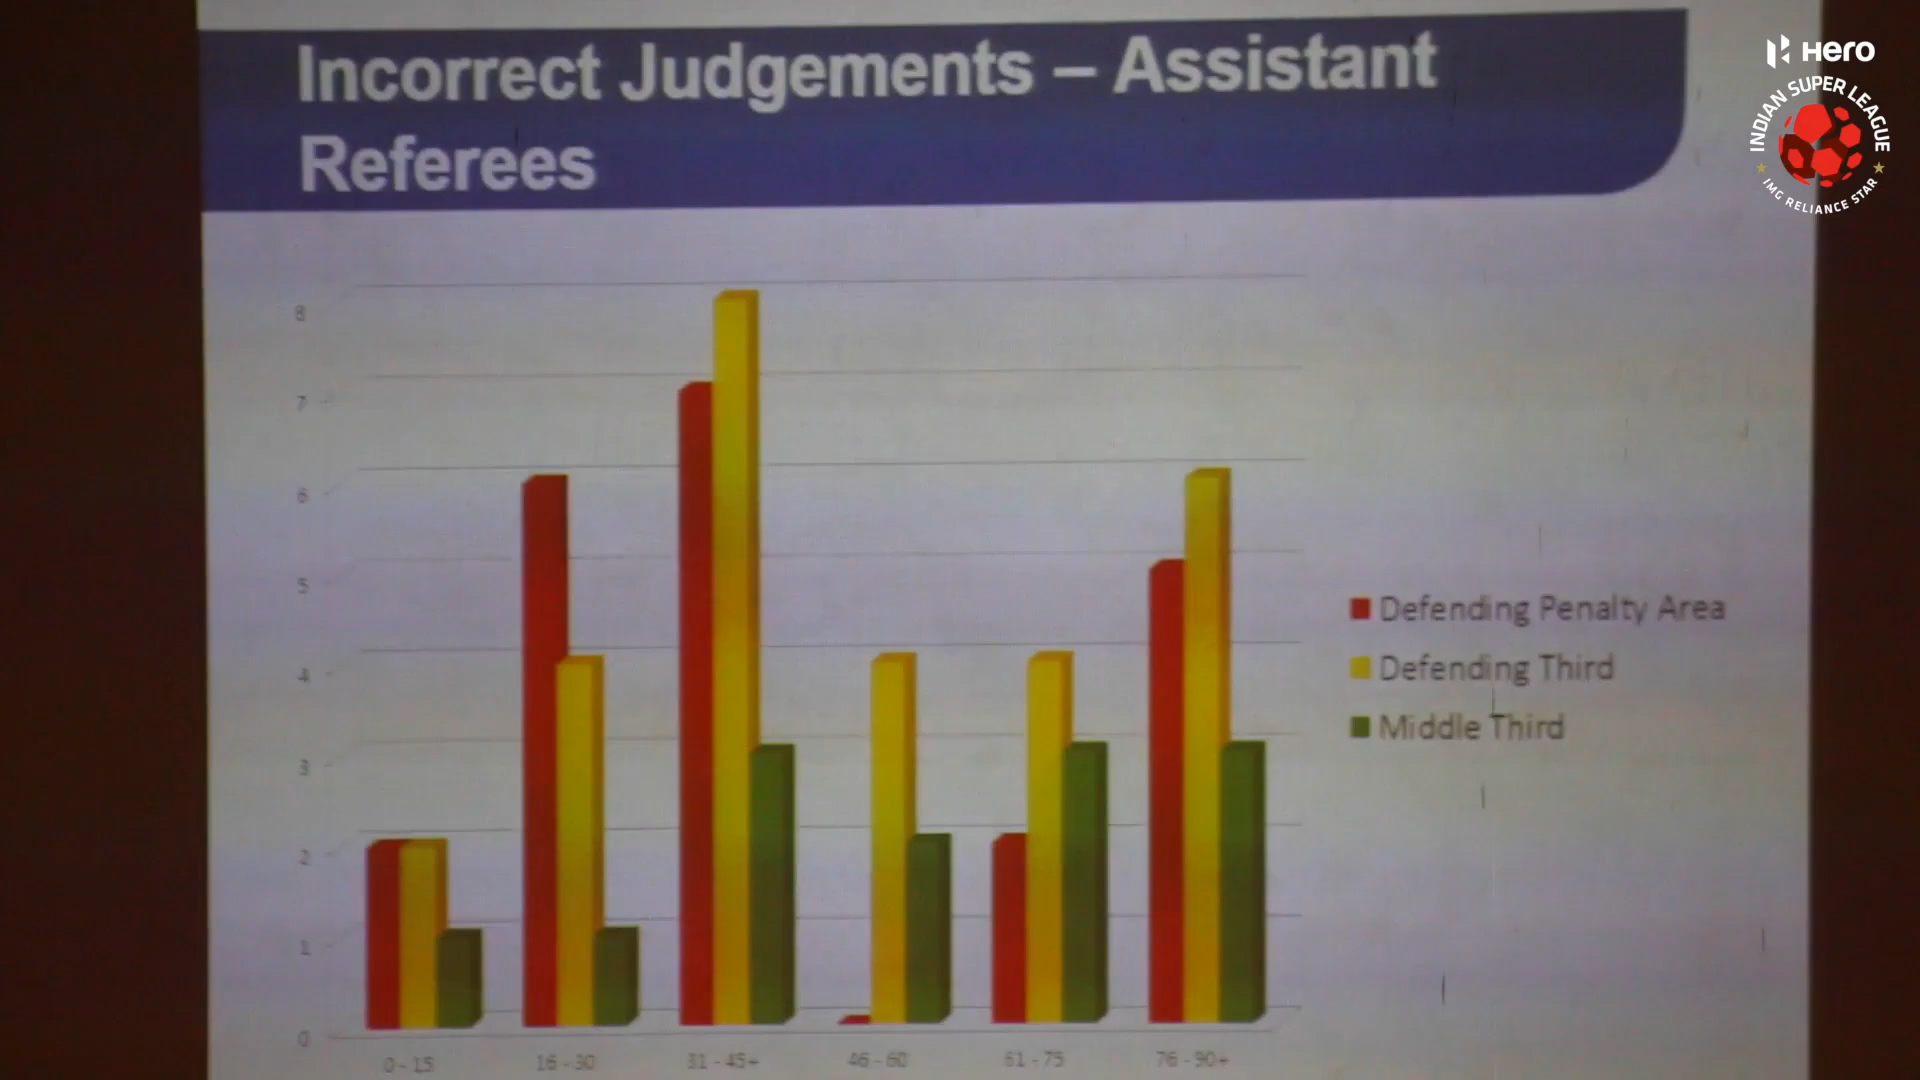 Incorrect Judgements – Assistant
Referees
Hero
INDIAN SUPER LEAGUE
IMG RELIANCE STAR
8
7
6
5
4
3
2
1
0
0 - 15
16 - 30
31 - 45+
46 - 60
61 - 75
76 - 90+
Defending Penalty Area
Defending Third
Middle Third